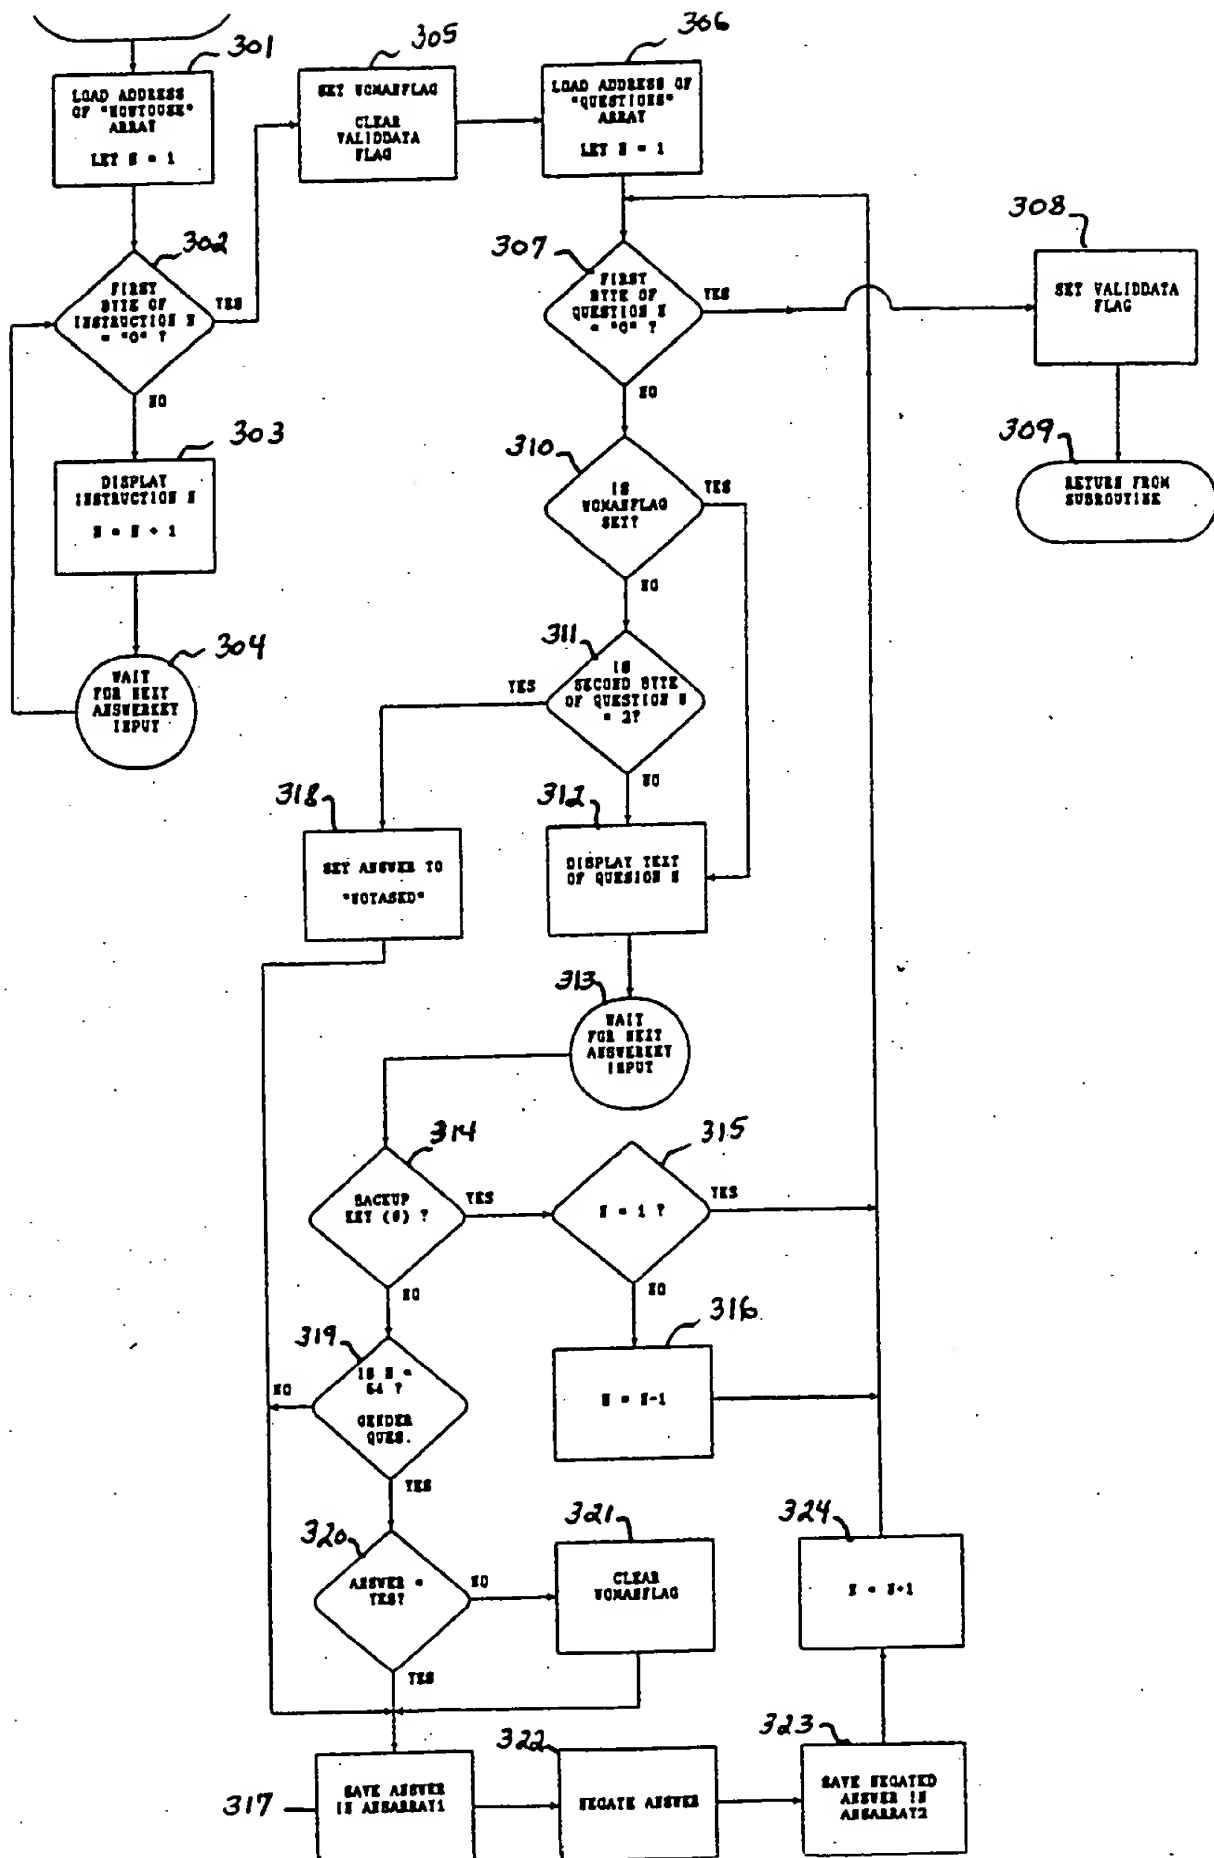 301
LOAD ADDRESS
OF "HOWTOUSE"
ARRAY
LET N = 1
302
FIRST
BYTE OF
INSTRUCTION N
= "0" ?
YES
NO
303
DISPLAY
INSTRUCTION N
N = N + 1
304
WAIT
FOR NEXT
ANSWERKEY
INPUT
305
SET WOMANFLAG
CLEAR
VALIDDATA
FLAG
306
LOAD ADDRESS OF
"QUESTIONS"
ARRAY
LET N = 1
307
FIRST
BYTE OF
QUESTION N
= "0" ?
YES
NO
308
SET VALIDDATA
FLAG
309
RETURN FROM
SUBROUTINE
310
IS
WOMANFLAG
SET?
YES
NO
311
IS
SECOND BYTE
OF QUESTION N
= 2?
YES
NO
312
DISPLAY TEXT
OF QUESION N
318
SET ANSWER TO
"NOTASKED"
313
WAIT
FOR NEXT
ANSWERKEY
INPUT
314
BACKUP
KEY ?
YES
NO
315
N = 1 ?
YES
NO
316
N = N-1
319
IS N =
64 ?
GENDER
QUES.
NO
YES
320
ANSWER =
YES?
NO
YES
321
CLEAR
WOMANFLAG
324
N = N+1
317
SAVE ANSWER
IN ANSARRAY1
322
NEGATE ANSWER
323
SAVE NEGATED
ANSWER IN
ANSARRAY2